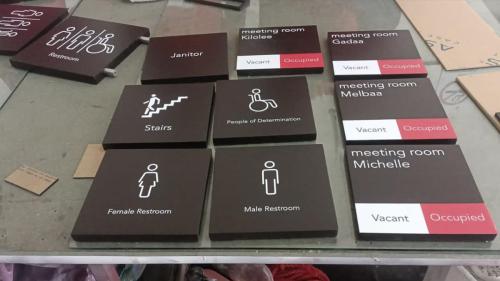 Restroom
Janitor
meeting room
Kilolee
Vacant
Occupied
meeting room
Gadaa
Vacant
Occupied
Stairs
People of Determination
meeting room
Melbaa
Vacant
Occupied
Female Restroom
Male Restroom
meeting room
Michelle
Vacant
Occupied